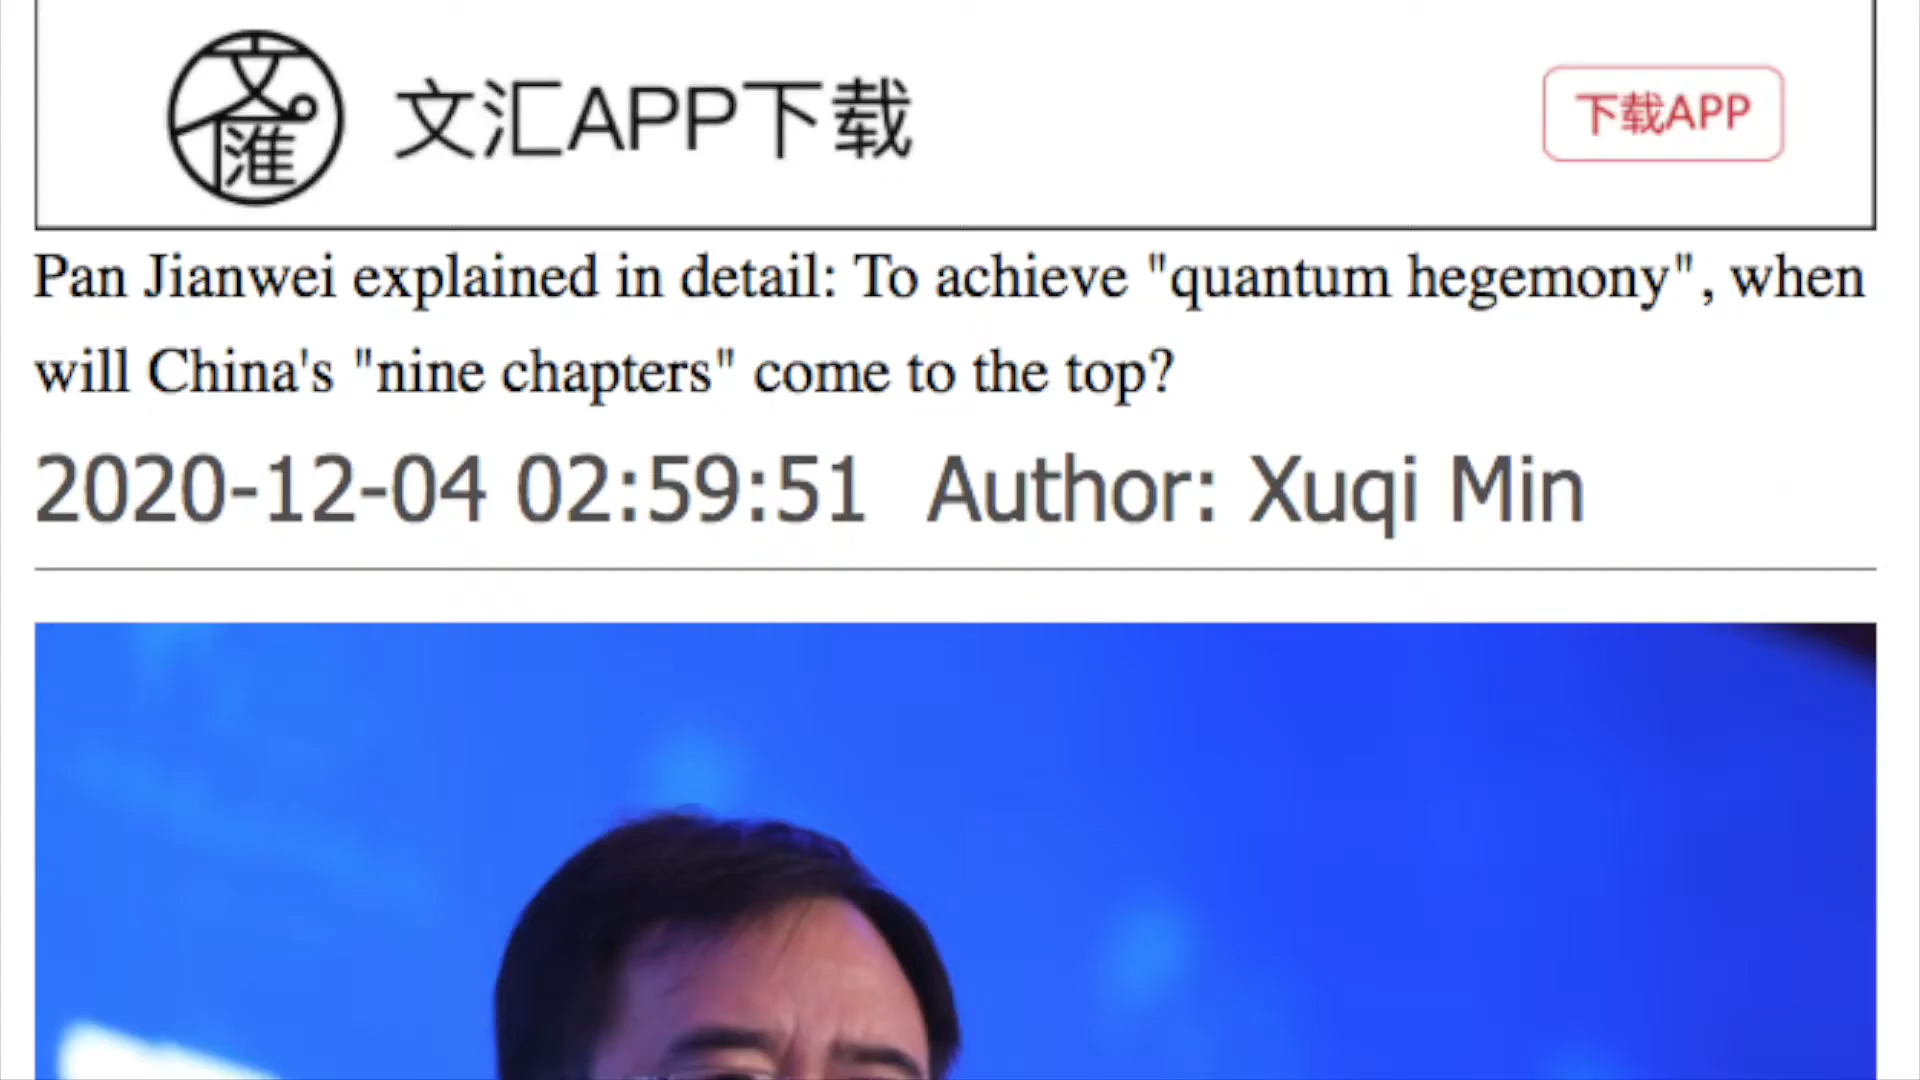 文匯
文汇APP下载
下载APP
Pan Jianwei explained in detail: To achieve "quantum hegemony", when
will China's "nine chapters" come to the top?
2020-12-04 02:59:51 Author: Xuqi Min